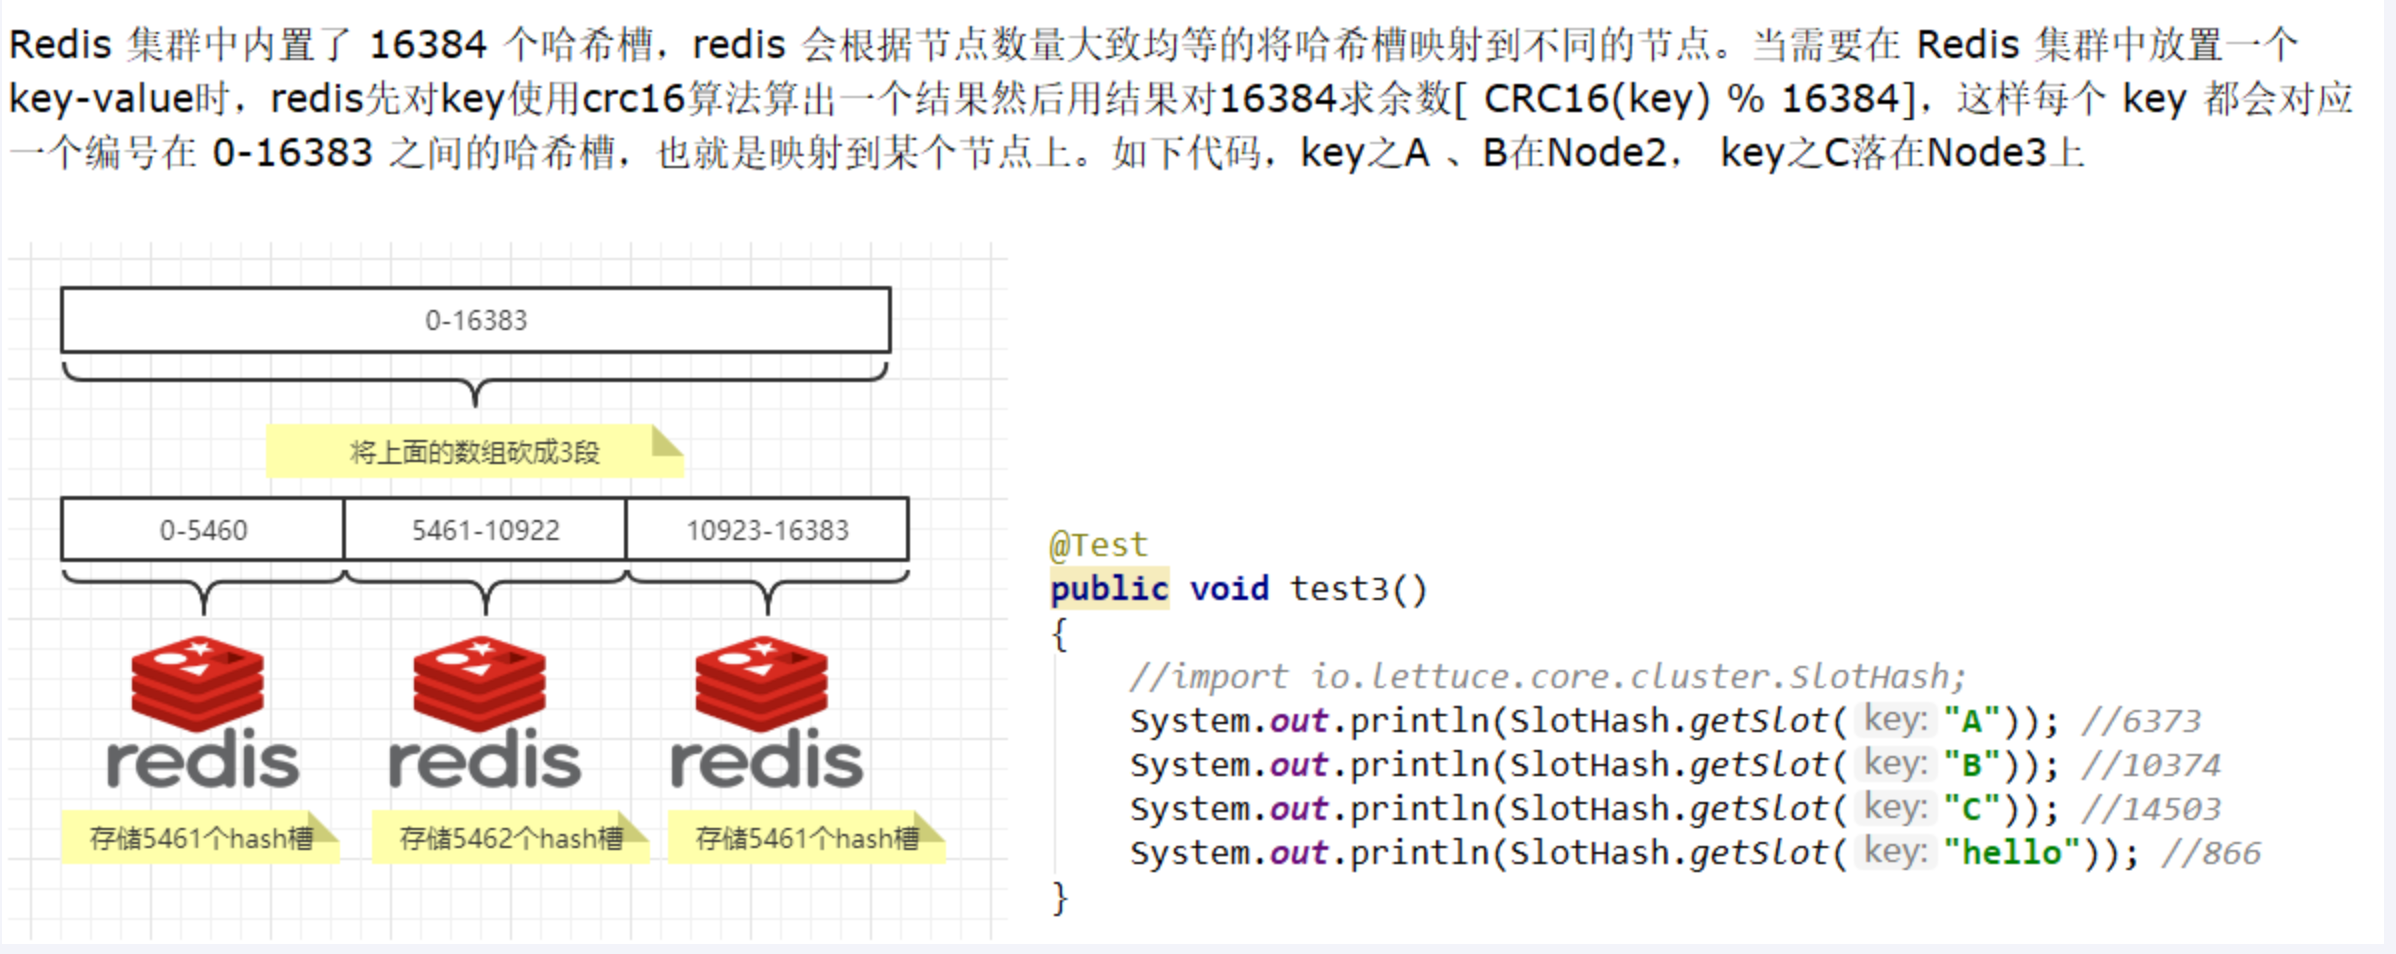 Redis 集群中内置了 16384 个哈希槽，redis 会根据节点数量大致均等的将哈希槽映射到不同的节点。当需要在 Redis 集群中放置一个
key-value时，redis先对key使用crc16算法算出一个结果然后用结果对16384求余数[ CRC16(key) % 16384]，这样每个 key 都会对应
一个编号在 0-16383 之间的哈希槽，也就是映射到某个节点上。如下代码，key之A 、B在Node2， key之C落在Node3上
0-16383
将上面的数组砍成3段
0-5460
5461-10922
10923-16383
redis
redis
redis
存储5461个hash槽
存储5462个hash槽
存储5461个hash槽
@Test
public void test3()
{
//import io.lettuce.core.cluster.SlotHash;
System.out.println(SlotHash.getSlot( key: "A")); //6373
System.out.println(SlotHash.getSlot( key: "B")); //10374
System.out.println(SlotHash.getSlot( key: "C")); //14503
System.out.println(SlotHash.getSlot( key: "hello")); //866
}